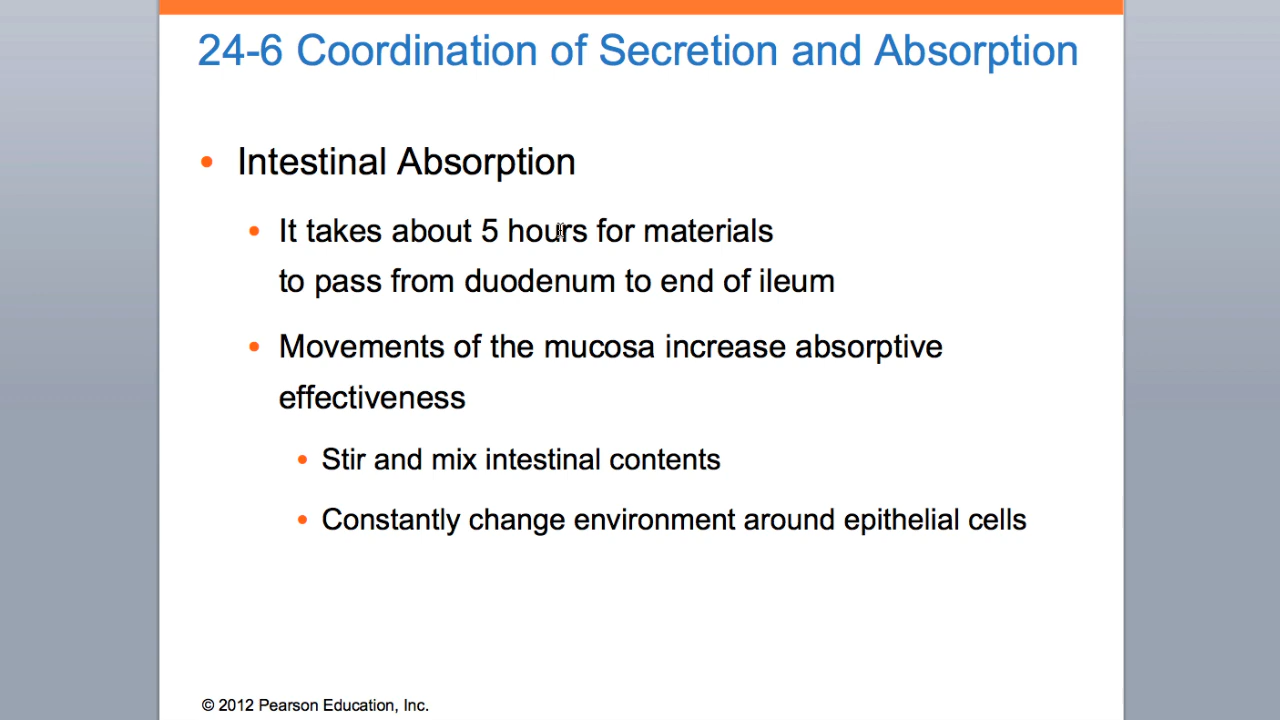 24-6 Coordination of Secretion and Absorption
• Intestinal Absorption
• It takes about 5 hours for materials
to pass from duodenum to end of ileum
• Movements of the mucosa increase absorptive
effectiveness
• Stir and mix intestinal contents
• Constantly change environment around epithelial cells
© 2012 Pearson Education, Inc.